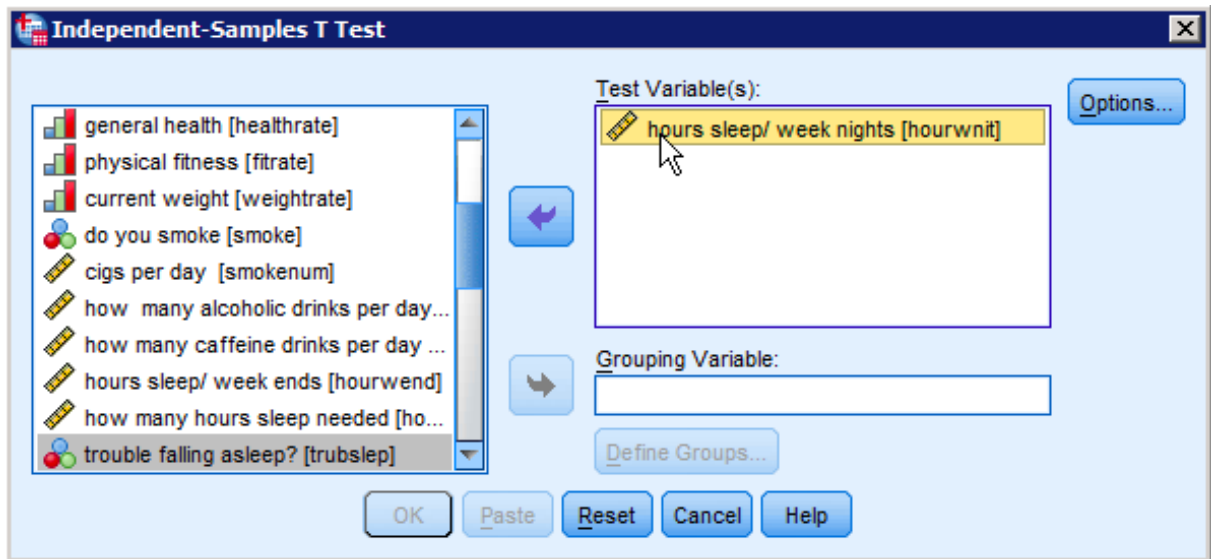 Independent-Samples T Test
general health [healthrate]
physical fitness [fitrate]
current weight [weightrate]
do you smoke [smoke]
cigs per day [smokenum]
how many alcoholic drinks per day...
how many caffeine drinks per day ...
hours sleep/ week ends [hourwend]
how many hours sleep needed [ho...
trouble falling asleep? [trubslep]
Test Variable(s):
hours sleep/ week nights [hourwnit]
Options...
Grouping Variable:
Define Groups...
OK Paste Reset Cancel Help